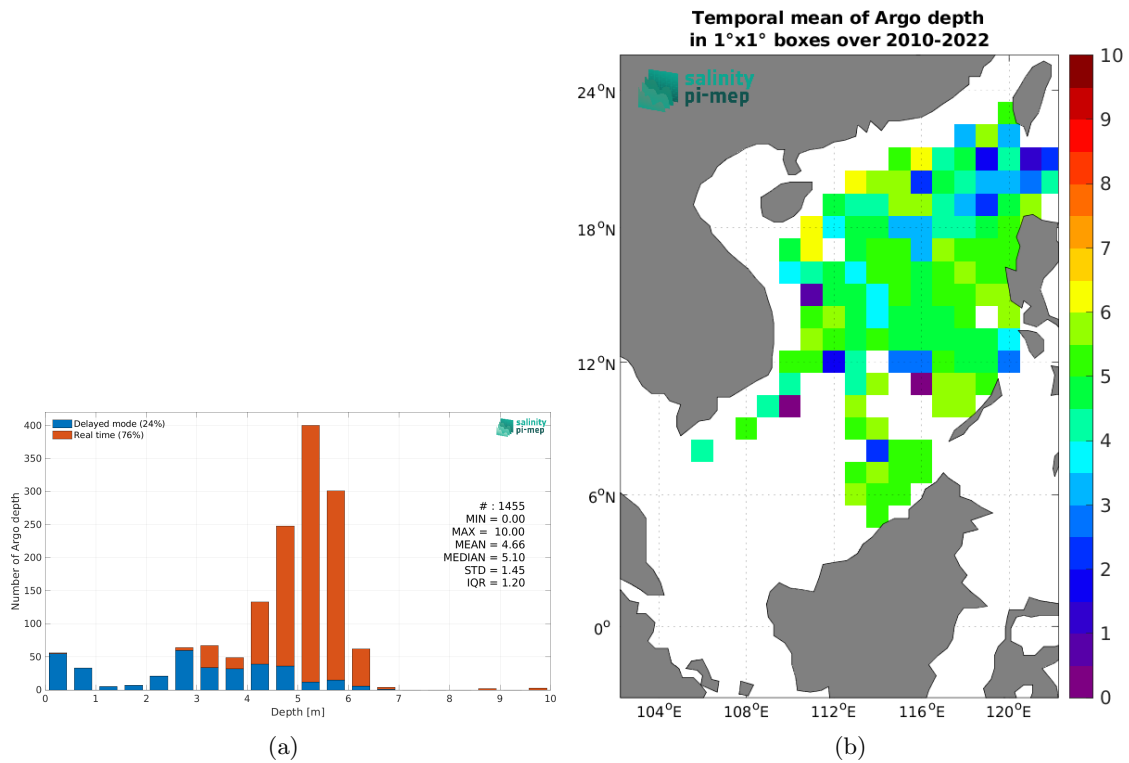 Delayed mode (24%)
Real time (76%)
salinity
pi-mep
# : 1455
MIN = 0.00
MAX = 10.00
MEAN = 4.66
MEDIAN = 5.10
STD = 1.45
IQR = 1.20
Number of Argo depth
400
350
300
250
200
150
100
50
0
0 1 2 3 4 5 6 7 8 9 10
Depth [m]
(a)
Temporal mean of Argo depth
in 1°x1° boxes over 2010-2022
salinity
pi-mep
24°N
18°N
12°N
6°N
0°
104°E 108°E 112°E 116°E 120°E
10
9
8
7
6
5
4
3
2
1
0
(b)